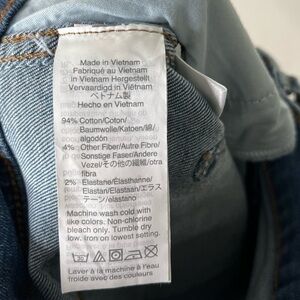 Made in Vietnam
Fabriqué au Vietnam
in Vietnam Hergestellt
Vervaardigd in Viëtnam
ベトナム製
Hecho en Vietnam
94% Cotton/Coton/
Baumwolle/Katoen/綿/
algodón
4% Other Fiber/Autre Fibre/
Sonstige Faser/Andere
Vezel/その他の繊維/otra
fibra
2% Elastane/Élasthanne/
Elastan/Elastaan/エラス
テーン/elastano
Machine wash cold with
like colors. Non-chlorine
bleach only. Tumble dry
low. Iron on lowest setting.
Laver à la machine à l'eau
froide avec des couleurs